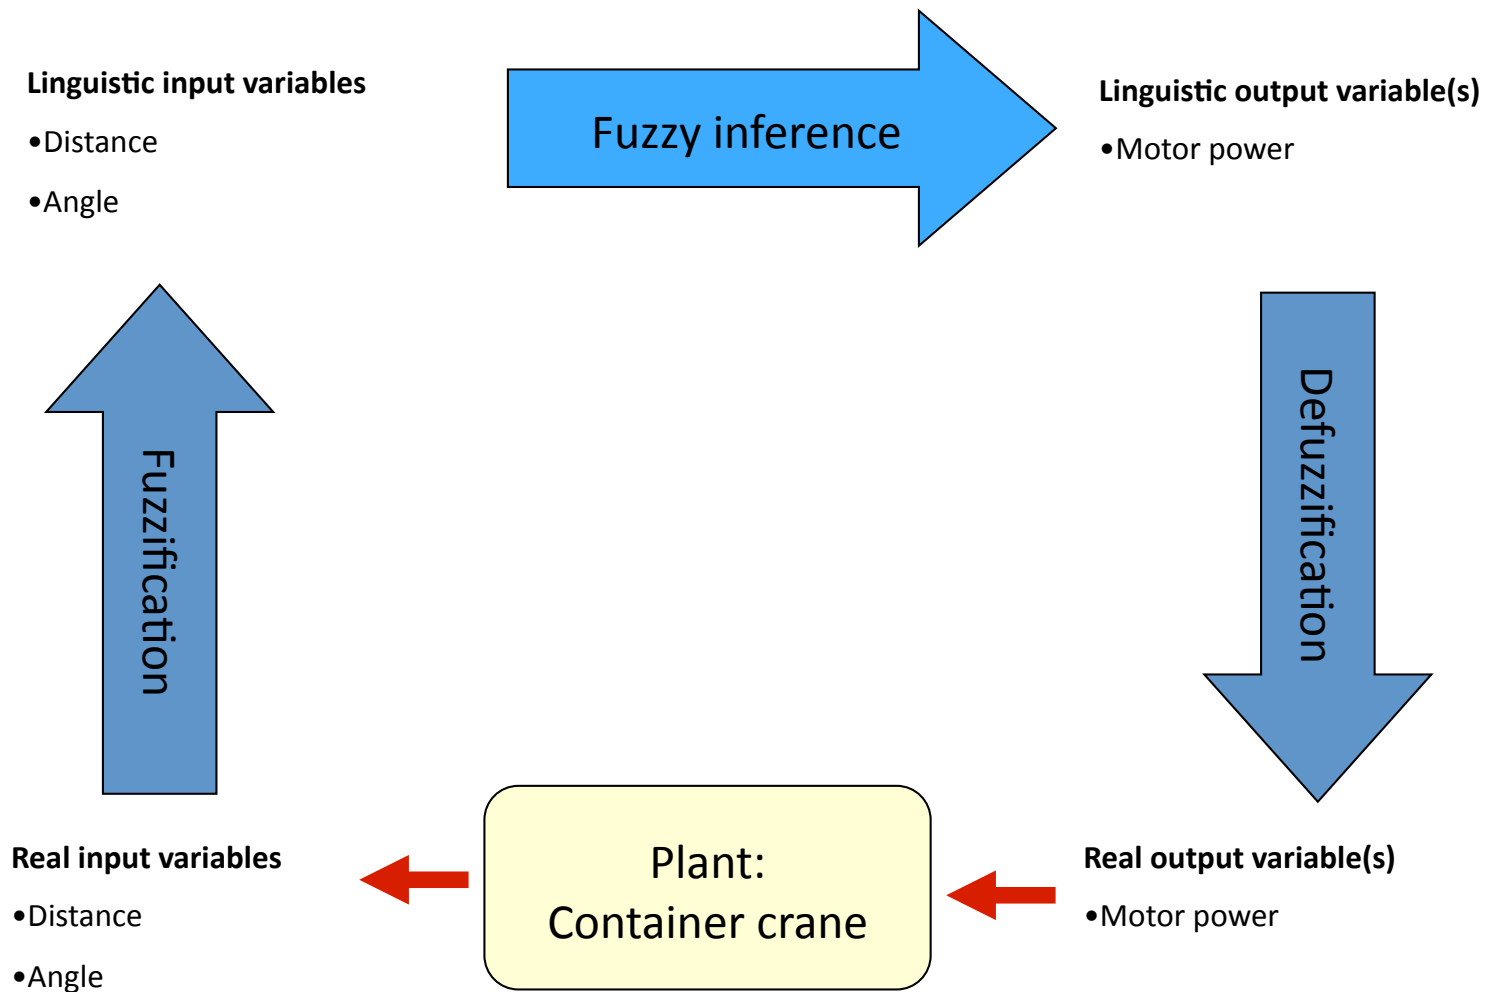 Linguistic input variables
•Distance
•Angle
Fuzzy inference
Linguistic output variable(s)
•Motor power
Fuzzification
Defuzzification
Real input variables
•Distance
•Angle
Plant:
Container crane
Real output variable(s)
•Motor power